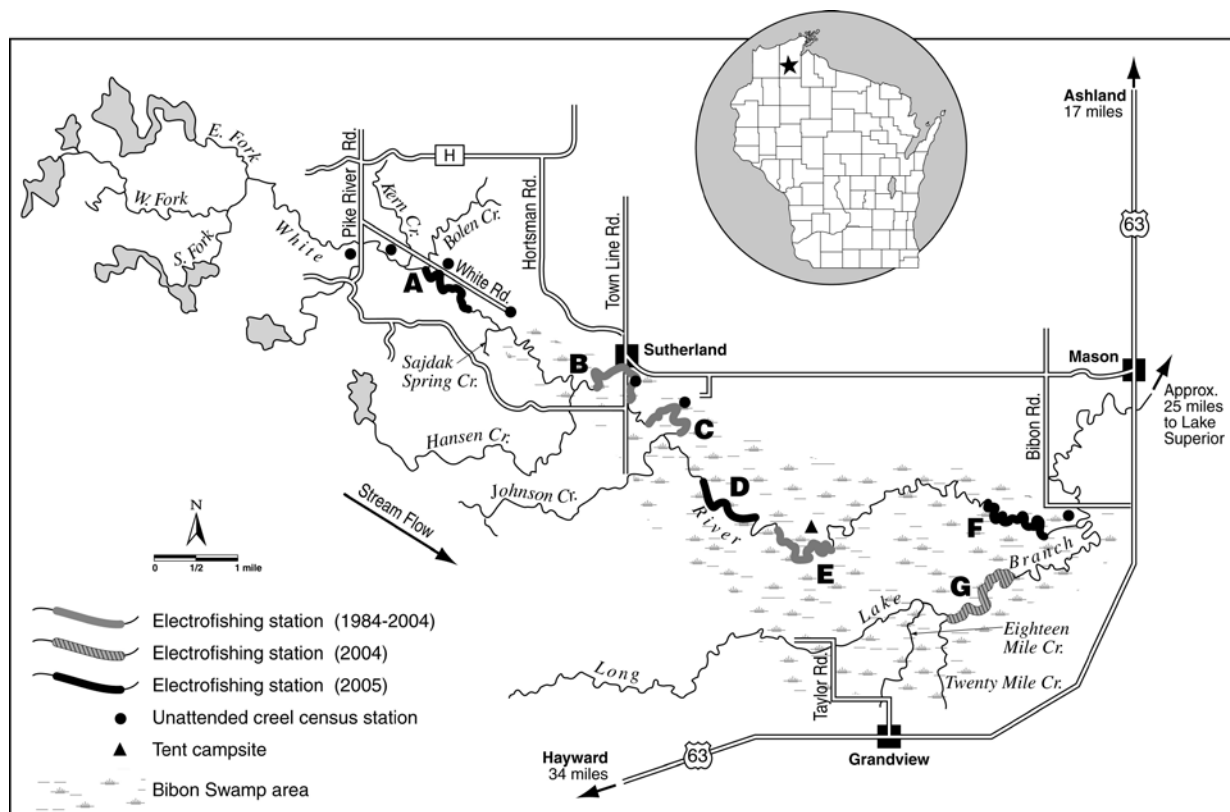 Ashland
17 miles
63
E. Fork
W. Fork
S. Fork
White
Pike River Rd.
H
Kern Cr.
Bolen Cr.
White Rd.
Hortsman Rd.
Town Line Rd.
A
Sajdak
Spring Cr.
B
Sutherland
Mason
Approx.
25 miles
to Lake
Superior
Bibon Rd.
C
Hansen Cr.
Johnson Cr.
Stream Flow
N
0 1/2 1 mile
D
River
E
F
G
Branch
Lake
Long
Eighteen
Mile Cr.
Twenty Mile Cr.
Taylor Rd.
Grandview
63
Hayward
34 miles
Electrofishing station (1984-2004)
Electrofishing station (2004)
Electrofishing station (2005)
Unattended creel census station
Tent campsite
Bibon Swamp area